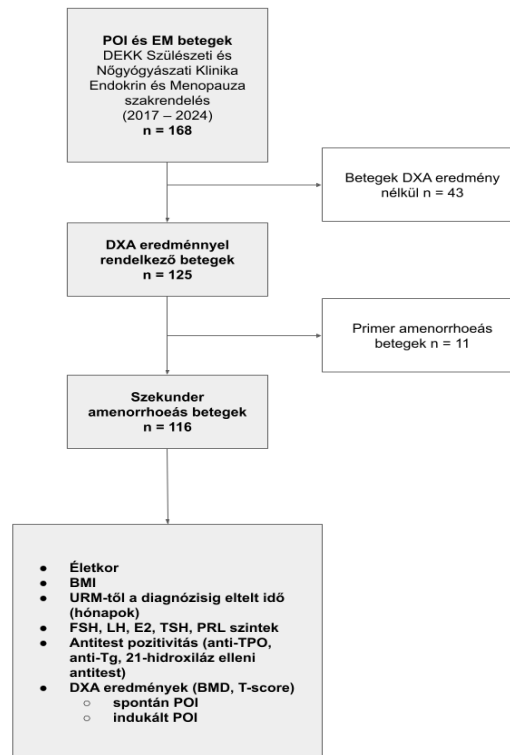 POI és EM betegek
DEKK Szülészeti és
Nőgyógyászati Klinika
Endokrin és Menopauza
szakrendelés
(2017 – 2024)
n = 168
Betegek DXA eredmény
nélkül n = 43
DXA eredménnyel
rendelkező betegek
n = 125
Primer amenorrhoeás
betegek n = 11
Szekunder
amenorrhoeás betegek
n = 116
● Életkor
● BMI
● URM-től a diagnózisig eltelt idő
(hónapok)
● FSH, LH, E2, TSH, PRL szintek
● Antitest pozitivitás (anti-TPO,
anti-Tg, 21-hidroxiláz elleni
antitest)
● DXA eredmények (BMD, T-score)
○ spontán POI
○ indukált POI